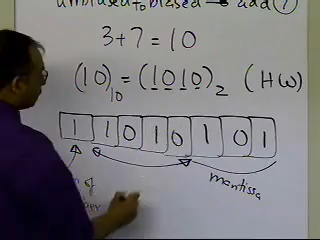 unbiased to biased → add 7
3+7 = 10
(10)₁₀ = (1010)₂ (HW)
1 1 0 1 0 1 0 1
mantissa
of